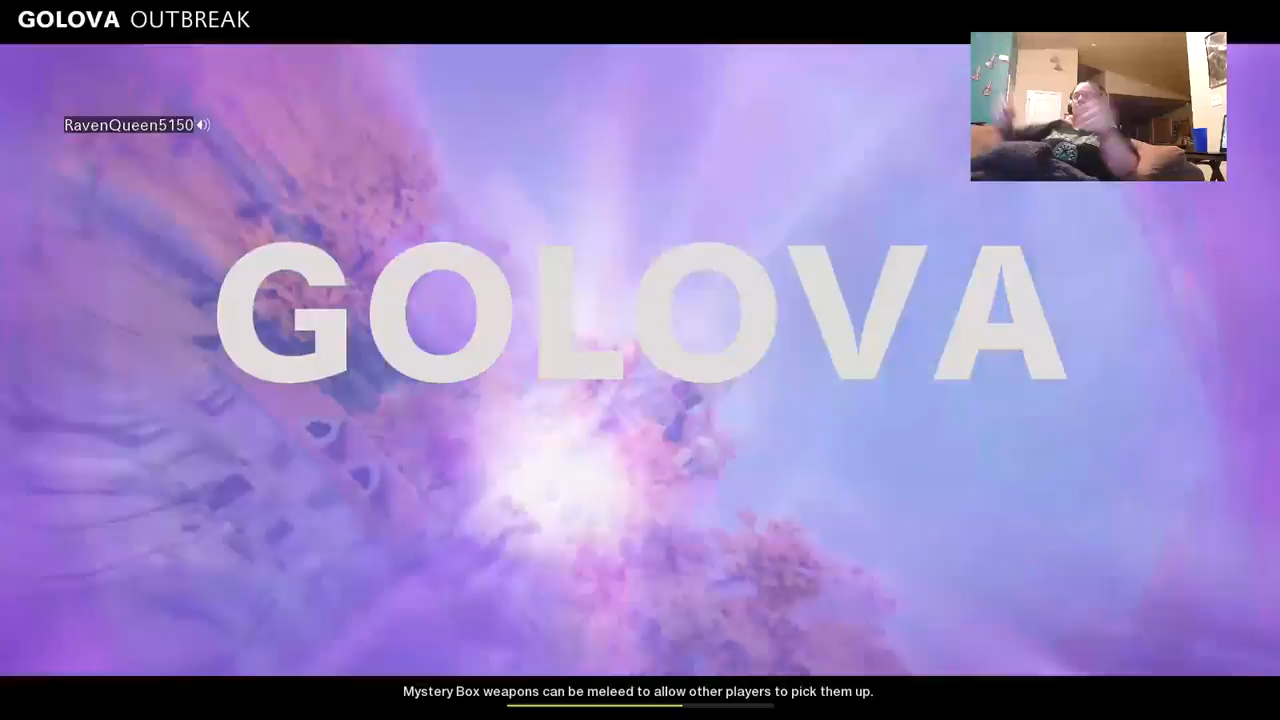 GOLOVA OUTBREAK
RavenQueen5150
GOLOVA
Mystery Box weapons can be meleed to allow other players to pick them up.